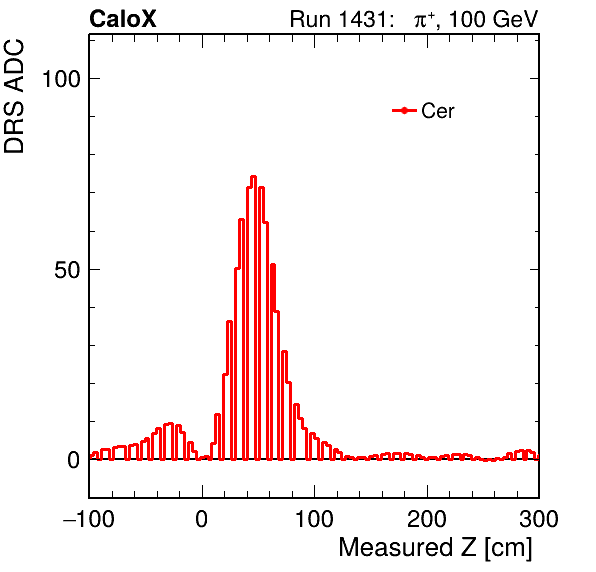 CaloX Run 1431: π⁺, 100 GeV
DRS ADC
100
Cer
50
0
−100 0 100 200 300
Measured Z [cm]